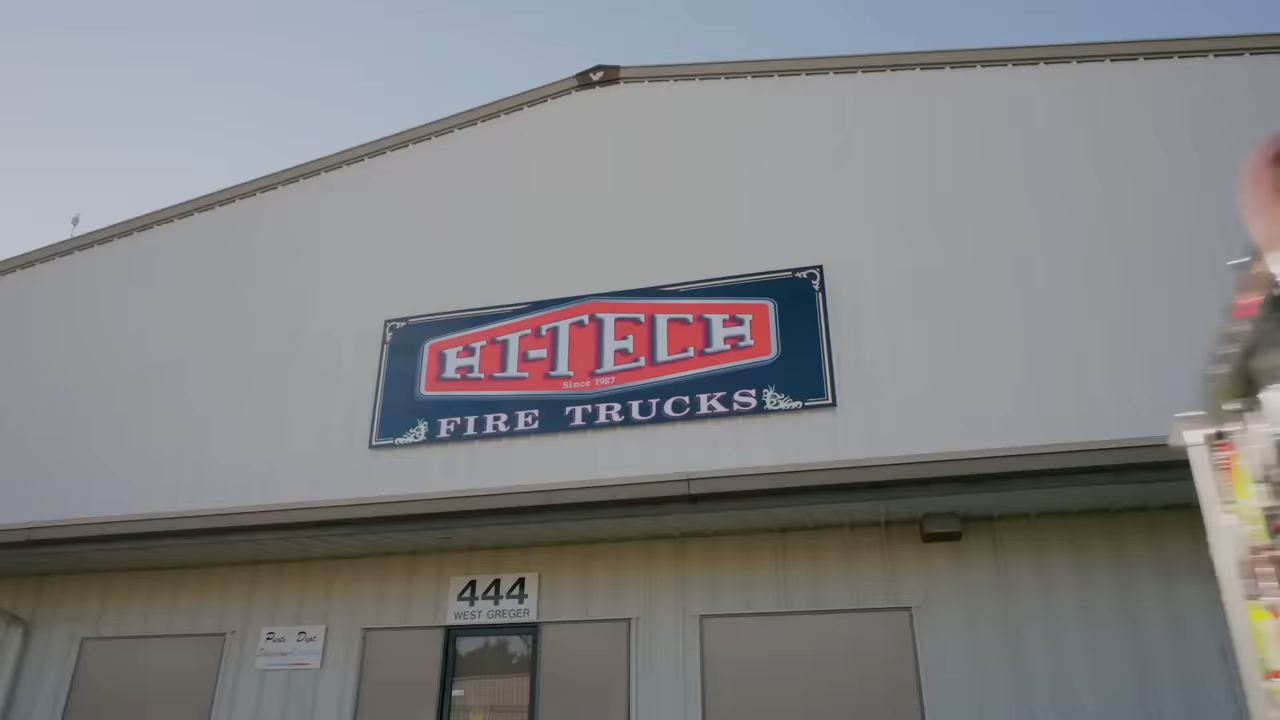 HI-TECH
Since 1987
FIRE TRUCKS
444
WEST GREGER
Parts Dept.